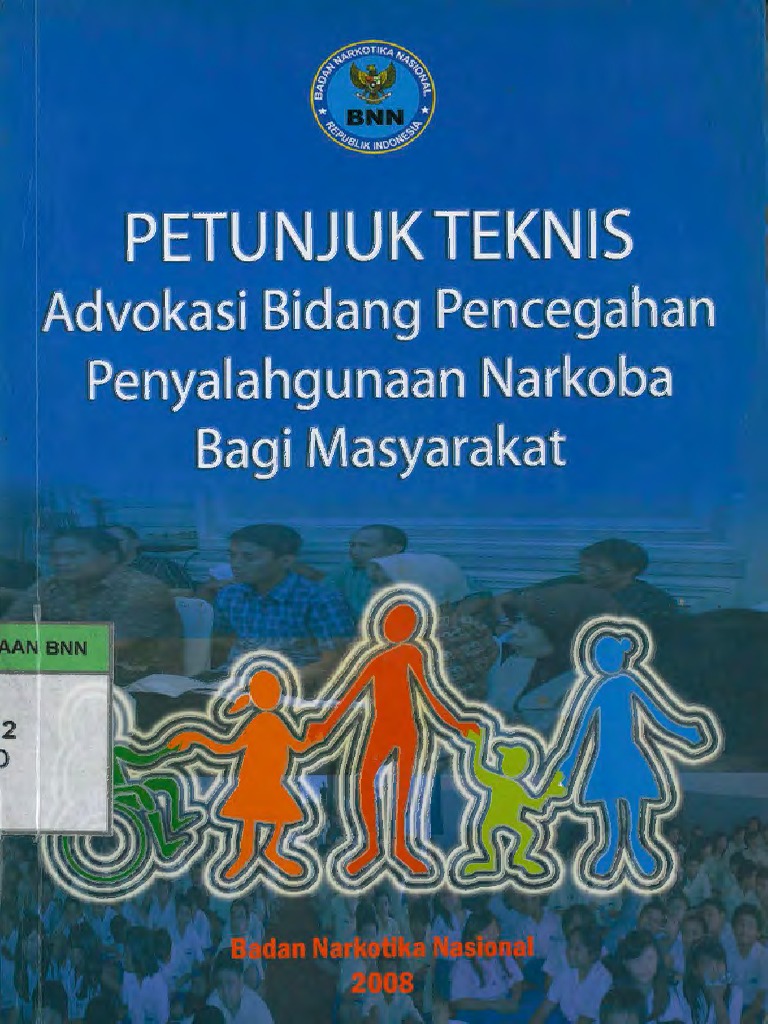 BADAN NARKOTIKA NASIONAL
BNN
REPUBLIK INDONESIA
PETUNJUK TEKNIS
Advokasi Bidang Pencegahan
Penyalahgunaan Narkoba
Bagi Masyarakat
AAN BNN
2
Badan Narkotika Nasional
2008